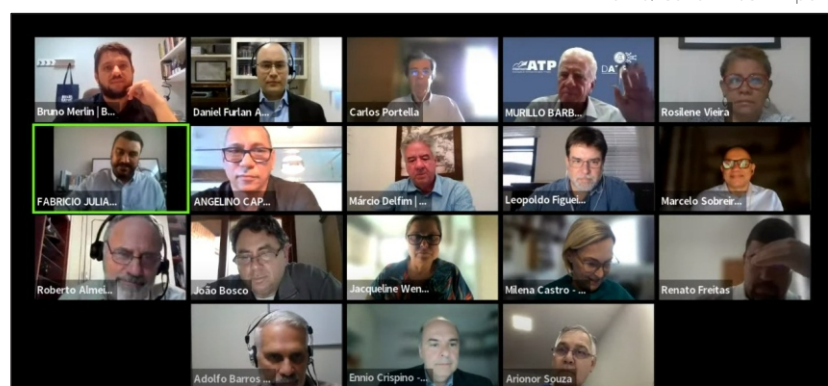 Bruno Merlin | B...
Daniel Furlan A...
Carlos Portella
MURILLO BARB...
ATP
Rosilene Vieira
FABRICIO JULIA...
ANGELINO CAP...
Márcio Delfim | ...
Leopoldo Figuei...
Marcelo Sobreir...
Roberto Almei...
João Bosco
Jacqueline Wen...
Milena Castro - ...
Renato Freitas
Adolfo Barros ...
Ennio Crispino -...
Arionor Souza